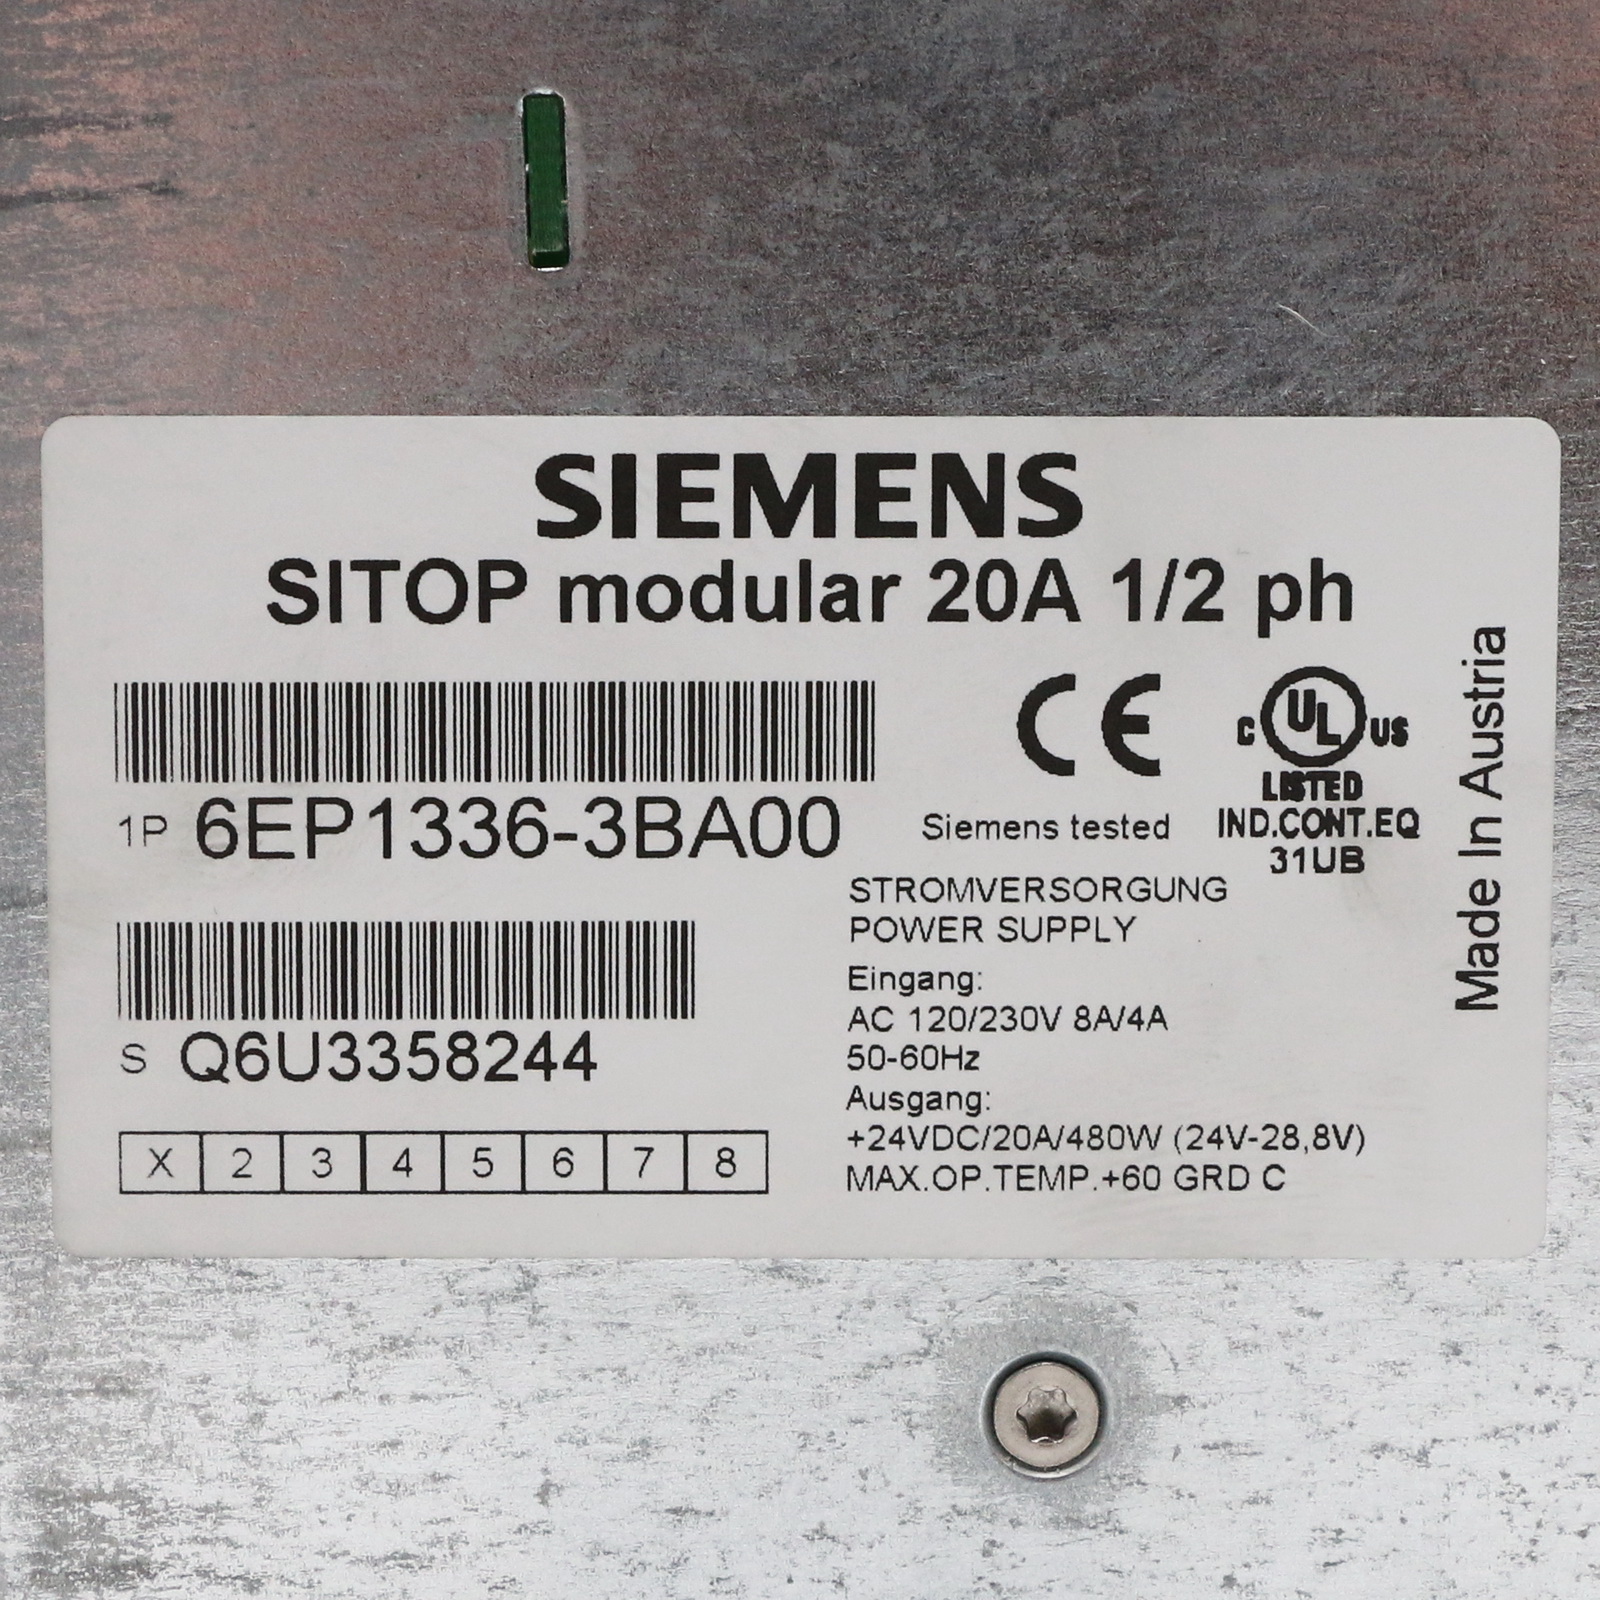 SIEMENS
SITOP modular 20A 1/2 ph
1P 6EP1336-3BA00
S Q6U3358244
X 2 3 4 5 6 7 8
CE
Siemens tested
C UL US
LISTED
IND.CONT.EQ
31UB
STROMVERSORGUNG
POWER SUPPLY
Eingang:
AC 120/230V 8A/4A
50-60Hz
Ausgang:
+24VDC/20A/480W (24V-28,8V)
MAX.OP.TEMP.+60 GRD C
Made In Austria